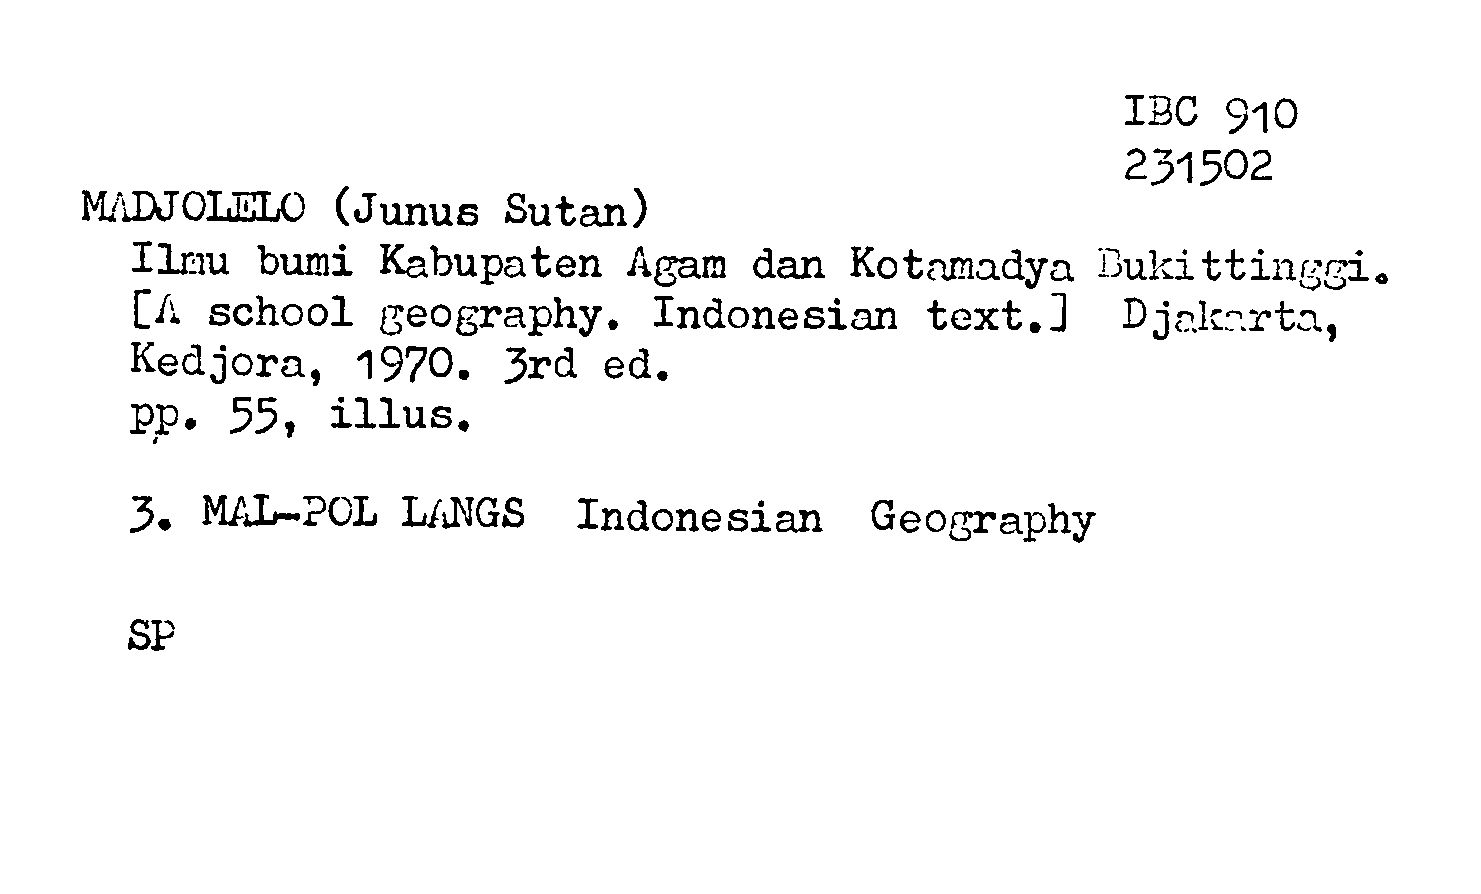 IBC 910
231502
MADJOLELO (Junus Sutan)
Ilmu bumi Kabupaten Agam dan Kotamadya Bukittinggi.
[A school geography. Indonesian text.] Djakarta,
Kedjora, 1970. 3rd ed.
pp. 55, illus.
3. MAL-POL LANGS Indonesian Geography
SP